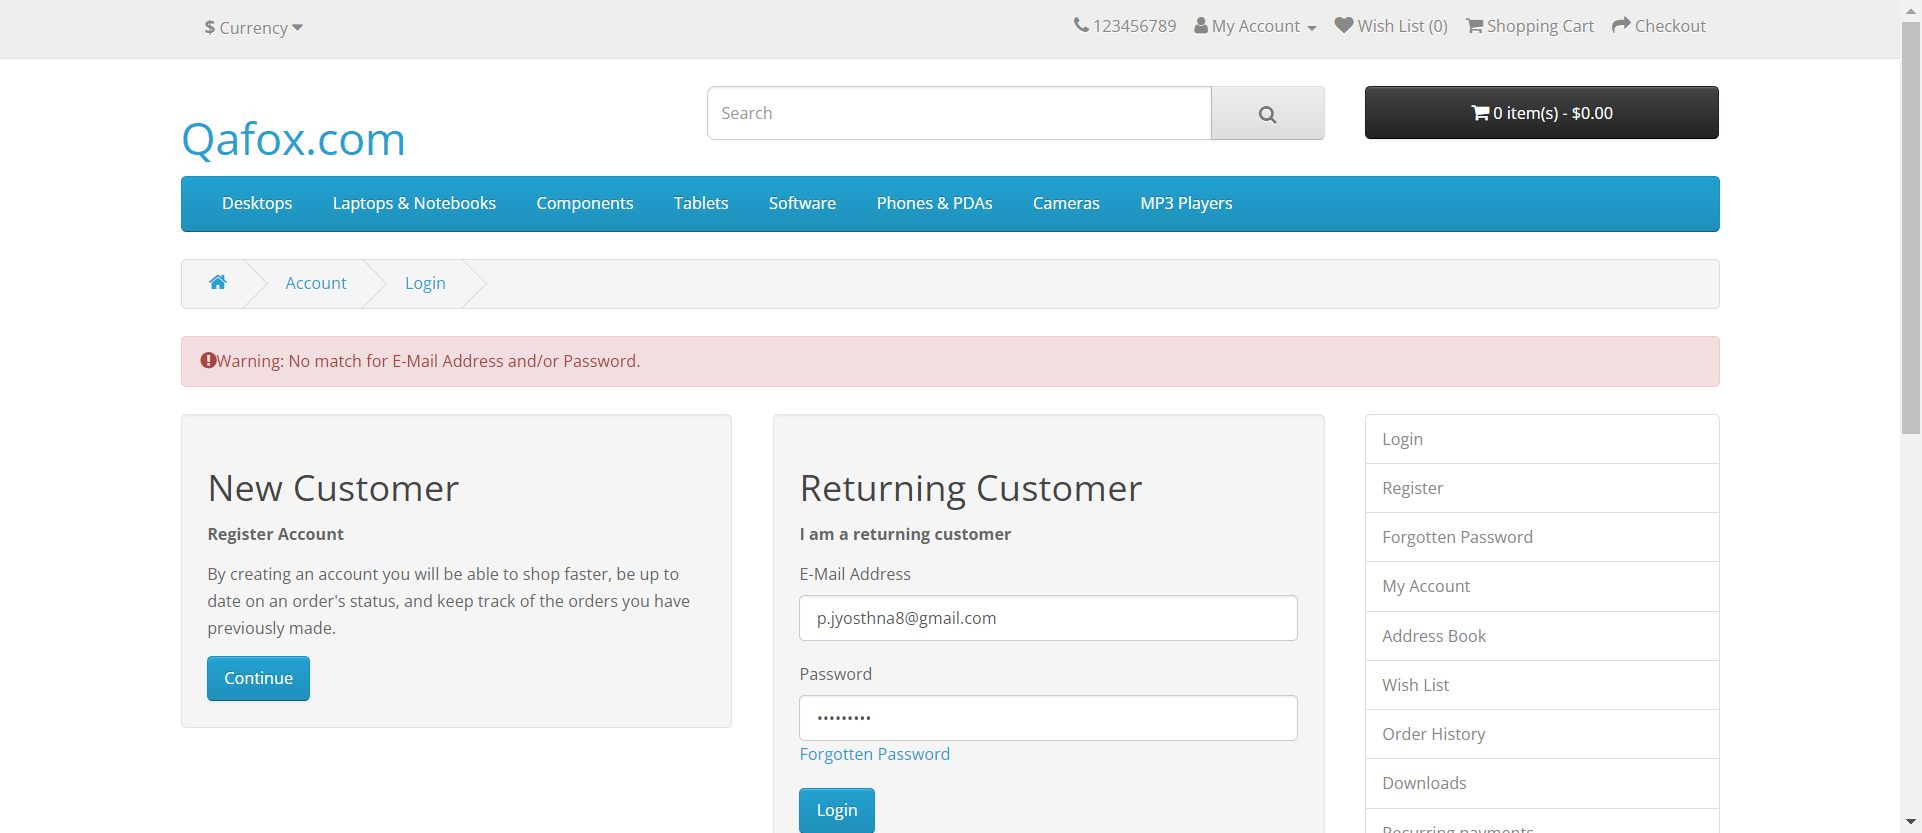 $ Currency
123456789 My Account Wish List (0) Shopping Cart Checkout
Qafox.com
Search
0 item(s) - $0.00
Desktops Laptops & Notebooks Components Tablets Software Phones & PDAs Cameras MP3 Players
Account Login
Warning: No match for E-Mail Address and/or Password.
New Customer
Register Account
By creating an account you will be able to shop faster, be up to
date on an order's status, and keep track of the orders you have
previously made.
Continue
Returning Customer
I am a returning customer
E-Mail Address
p.jyosthna8@gmail.com
Password
•••••••••
Forgotten Password
Login
Login
Register
Forgotten Password
My Account
Address Book
Wish List
Order History
Downloads
Recurring payments